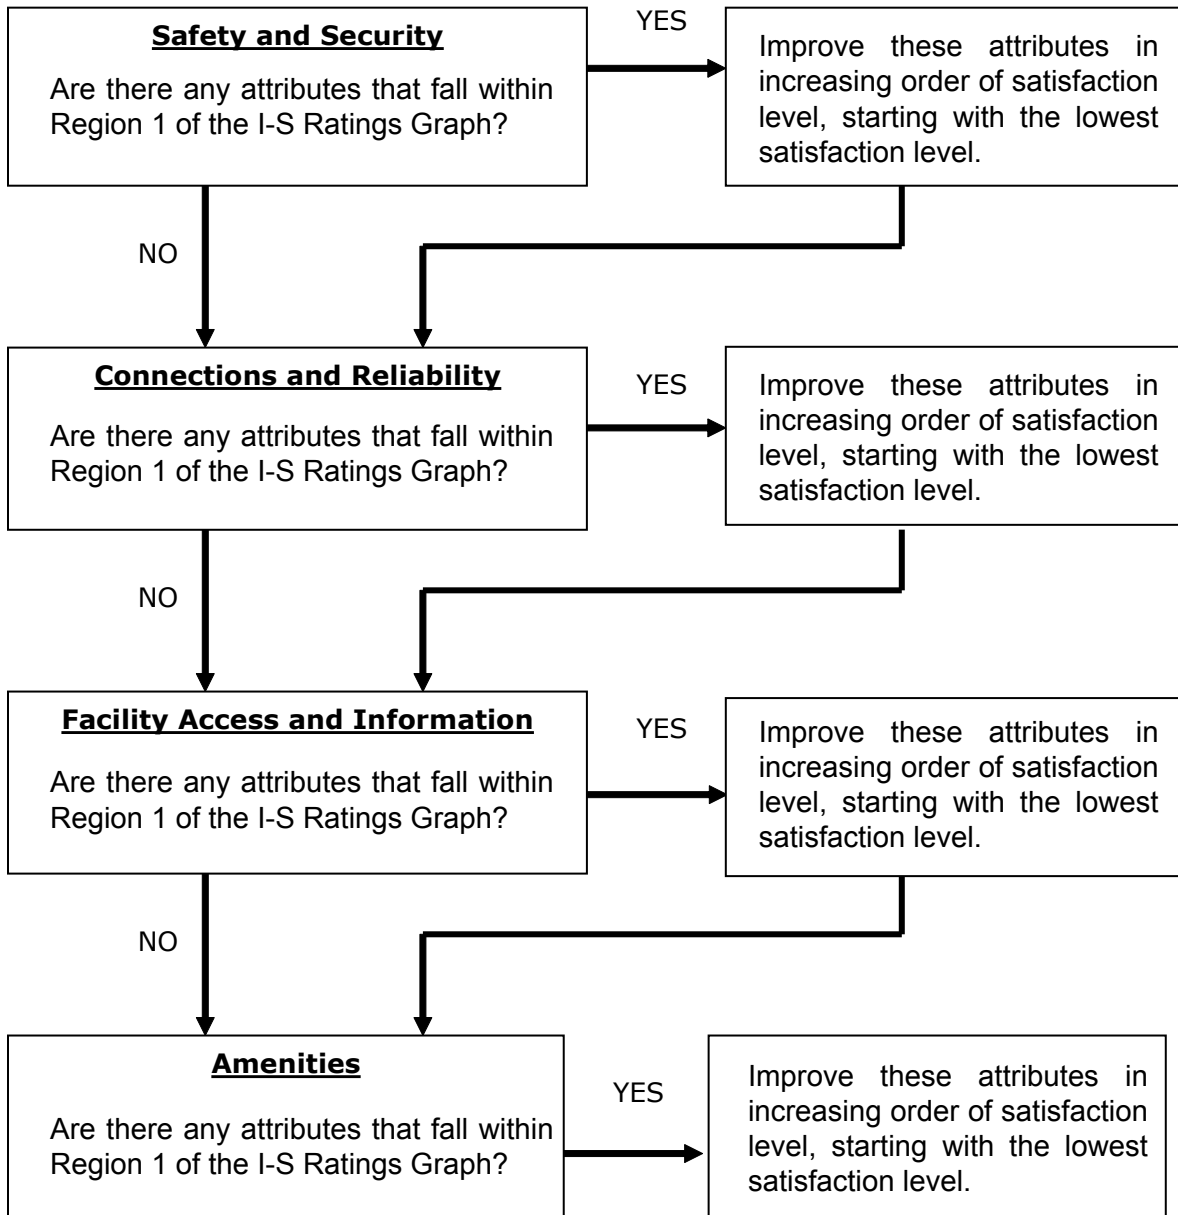 Safety and Security
Are there any attributes that fall within
Region 1 of the I-S Ratings Graph?
YES
Improve these attributes in
increasing order of satisfaction
level, starting with the lowest
satisfaction level.
NO
Connections and Reliability
Are there any attributes that fall within
Region 1 of the I-S Ratings Graph?
YES
Improve these attributes in
increasing order of satisfaction
level, starting with the lowest
satisfaction level.
NO
Facility Access and Information
Are there any attributes that fall within
Region 1 of the I-S Ratings Graph?
YES
Improve these attributes in
increasing order of satisfaction
level, starting with the lowest
satisfaction level.
NO
Amenities
Are there any attributes that fall within
Region 1 of the I-S Ratings Graph?
YES
Improve these attributes in
increasing order of satisfaction
level, starting with the lowest
satisfaction level.